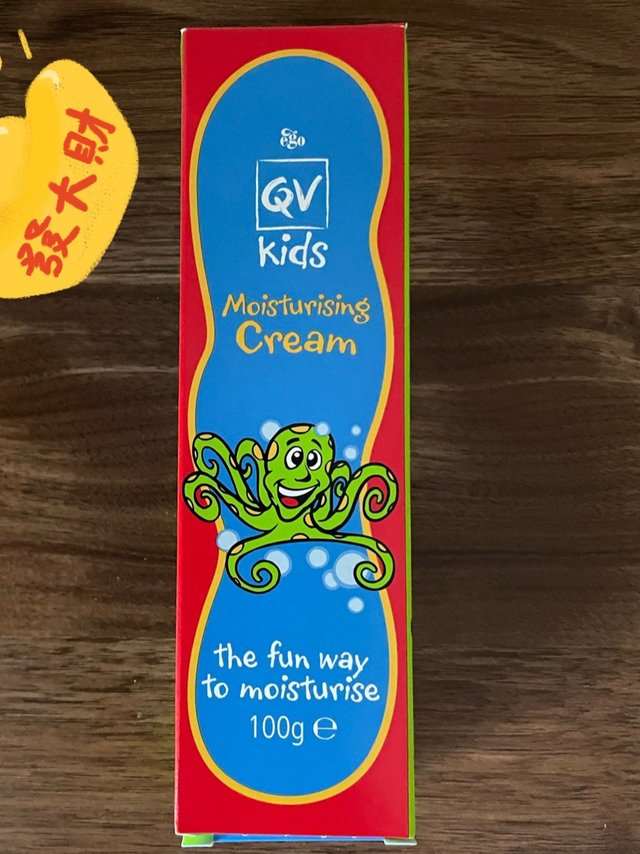 發大財
ego
QV
kids
Moisturising
Cream
the fun way
to moisturise
100g ℮